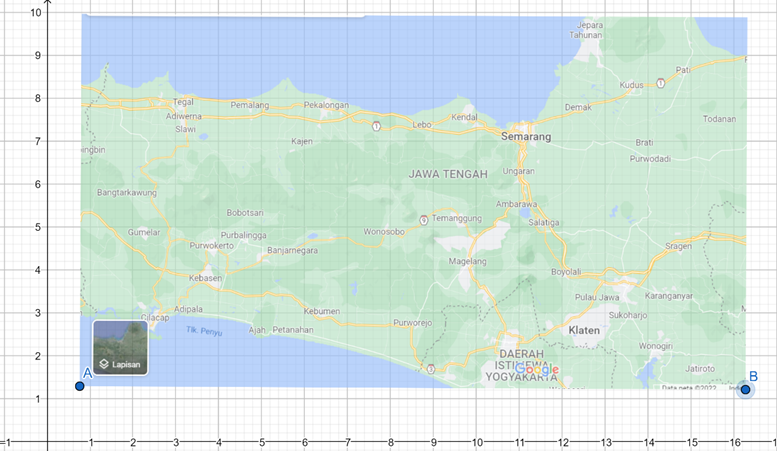 10
Jepara
Tahunan
9
Pati
Kudus
1
8
Tegal
Pemalang
Pekalongan
Demak
Adiwerna
Kendal
Todanan
Slawi
1
Lebo
7
Semarang
Kajen
Brati
ngbin
Purwodadi
JAWA TENGAH
Ungaran
6
Bangtarkawung
Ambarawa
Bobotsari
9
Temanggung
Salatiga
5
Gumelar
Purbalingga
Wonosobo
Purwokerto
Banjarnegara
Sragen
Magelang
4
Kebasen
Boyolali
Pulau Jawa
Karanganyar
3
Adipala
Kebumen
Sukoharjo
Cilacap
Tlk. Penyu
Ajah
Petanahan
Purworejo
Klaten
2
Wonogiri
Lapisan
DAERAH
ISTIMEWA
YOGYAKARTA
Google
3
Jatiroto
A
B
Data peta ©2022
1
1 2 3 4 5 6 7 8 9 10 11 12 13 14 15 16